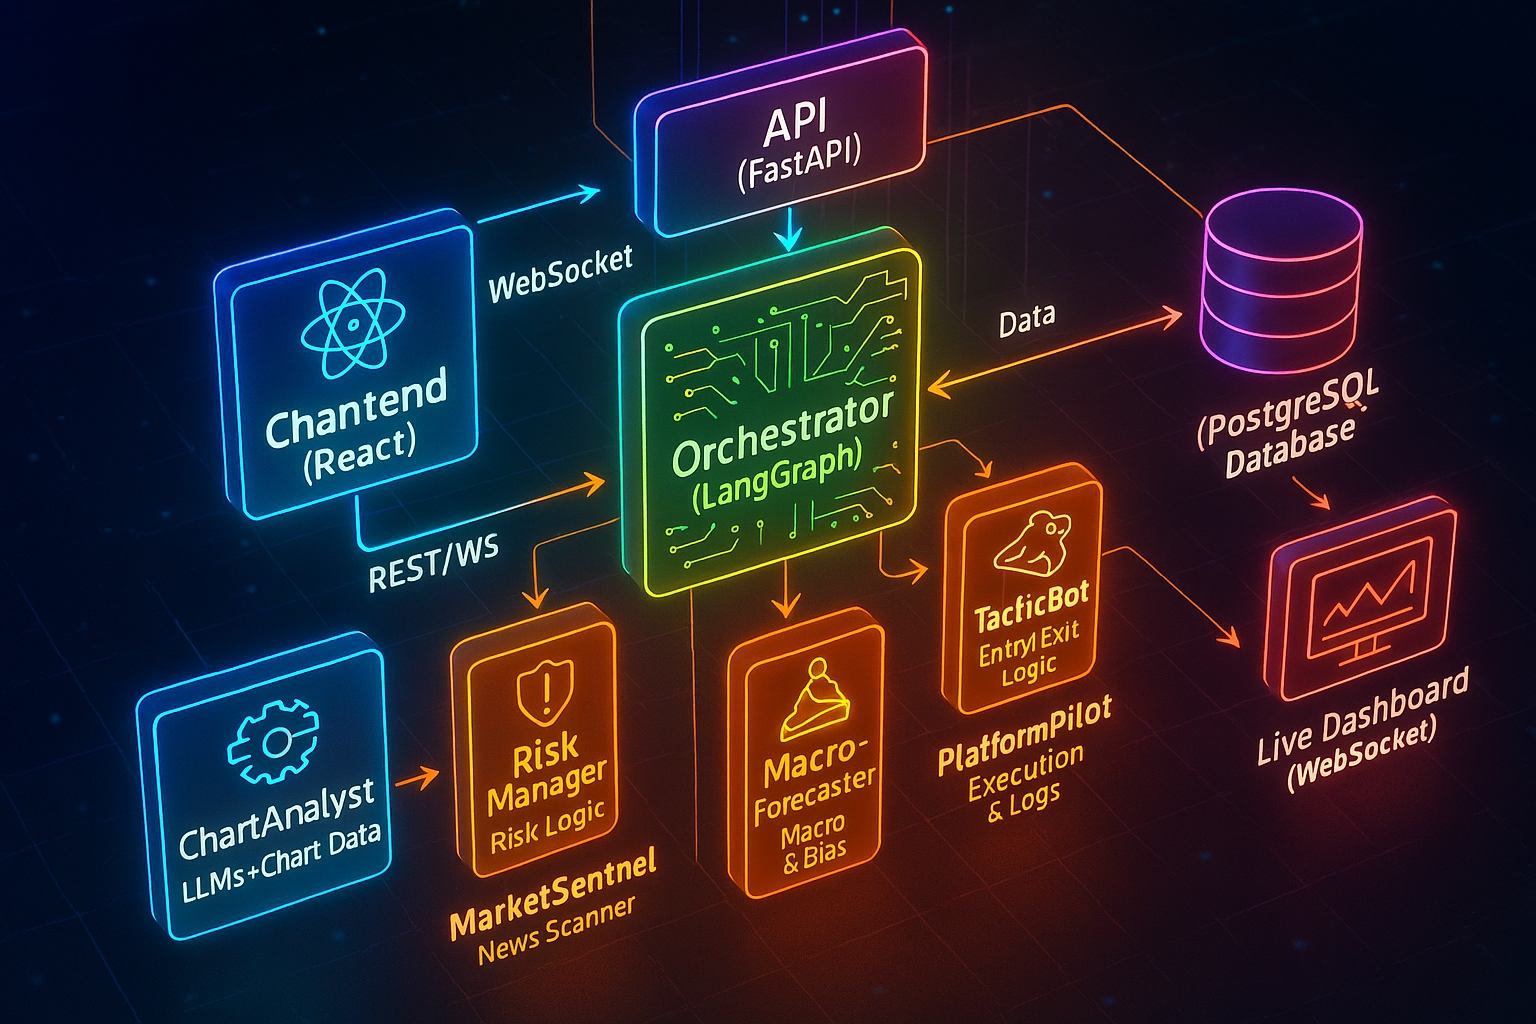 API
(FastAPI)
WebSocket
Chantend
(React)
Orchestrator
(LangGraph)
Data
(PostgreSQL
Database
REST/WS
TacticBot
Entry/ Exit
Logic
PlatformPilot
Execution
& Logs
Live Dashboard
(WebSocket)
ChartAnalyst
LLMs+Chart Data
Risk
Manager
Risk Logic
MarketSentnel
News Scanner
Macro-
Forecaster
Macro
& Bias